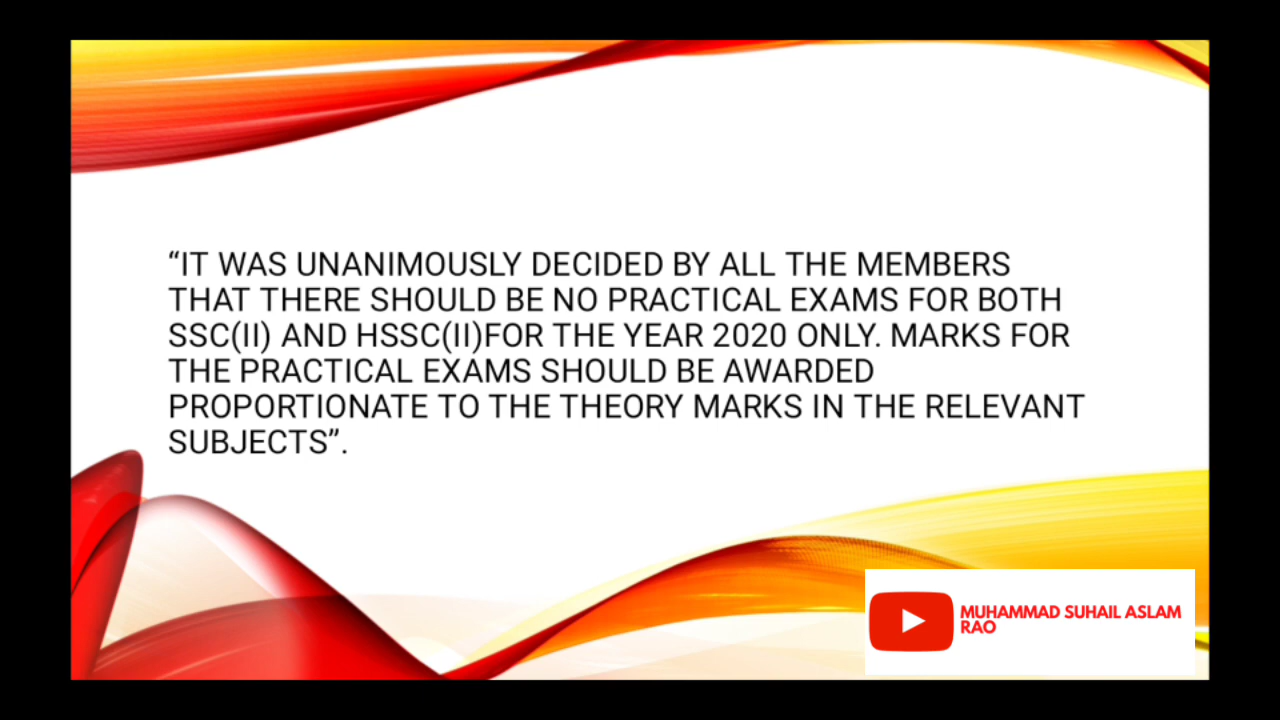 “IT WAS UNANIMOUSLY DECIDED BY ALL THE MEMBERS
THAT THERE SHOULD BE NO PRACTICAL EXAMS FOR BOTH
SSC(II) AND HSSC(II)FOR THE YEAR 2020 ONLY. MARKS FOR
THE PRACTICAL EXAMS SHOULD BE AWARDED
PROPORTIONATE TO THE THEORY MARKS IN THE RELEVANT
SUBJECTS”.
MUHAMMAD SUHAIL ASLAM
RAO